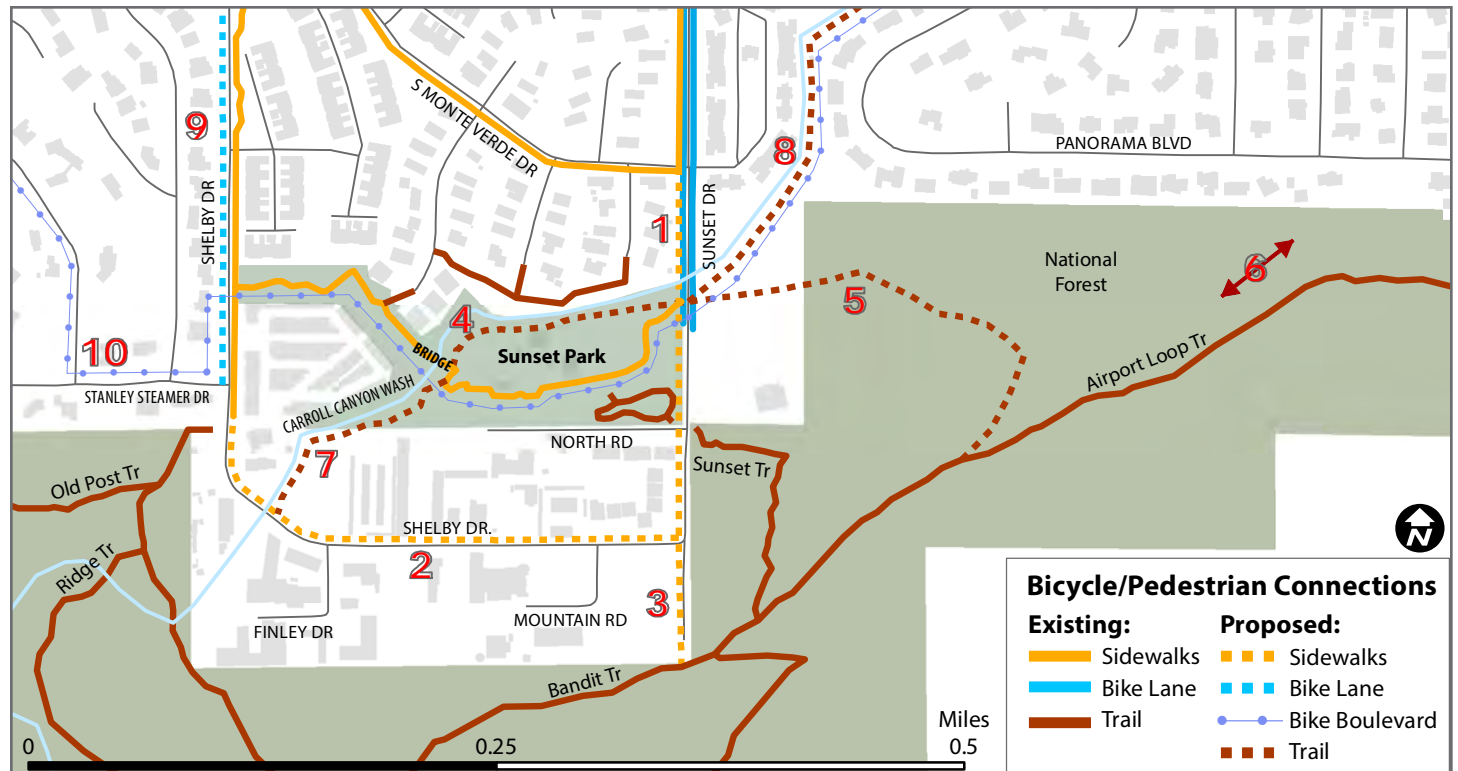 9
S MONTE VERDE DR
8
PANORAMA BLVD
SHELBY DR
1
SUNSET DR
National
Forest
6
5
4
10
BRIDGE
Sunset Park
Airport Loop Tr
STANLEY STEAMER DR
CARROLL CANYON WASH
NORTH RD
7
Sunset Tr
Old Post Tr
SHELBY DR.
N
Ridge Tr
2
3
MOUNTAIN RD
FINLEY DR
Bandit Tr
Bicycle/Pedestrian Connections
Existing:
Sidewalks
Bike Lane
Trail
Proposed:
Sidewalks
Bike Lane
Bike Boulevard
Trail
Miles
0 0.25 0.5